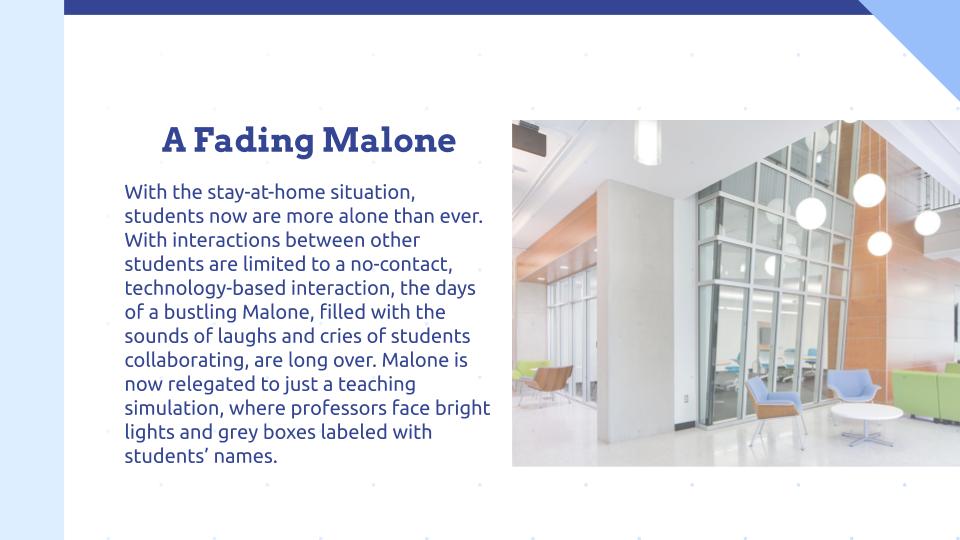 A Fading Malone
With the stay-at-home situation,
students now are more alone than ever.
With interactions between other
students are limited to a no-contact,
technology-based interaction, the days
of a bustling Malone, filled with the
sounds of laughs and cries of students
collaborating, are long over. Malone is
now relegated to just a teaching
simulation, where professors face bright
lights and grey boxes labeled with
students’ names.